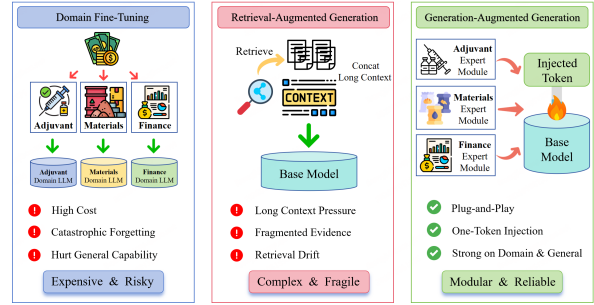 Domain Fine-Tuning
Adjuvant
Materials
Finance
Adjuvant
Domain LLM
Materials
Domain LLM
Finance
Domain LLM
High Cost
Catastrophic Forgetting
Hurt General Capability
Expensive & Risky
Retrieval-Augmented Generation
Retrieve
Concat
Long Context
CONTEXT
Base Model
Long Context Pressure
Fragmented Evidence
Retrieval Drift
Complex & Fragile
Generation-Augmented Generation
Adjuvant
Expert
Module
Materials
Expert
Module
Finance
Expert
Module
Injected
Token
Base
Model
Plug-and-Play
One-Token Injection
Strong on Domain & General
Modular & Reliable